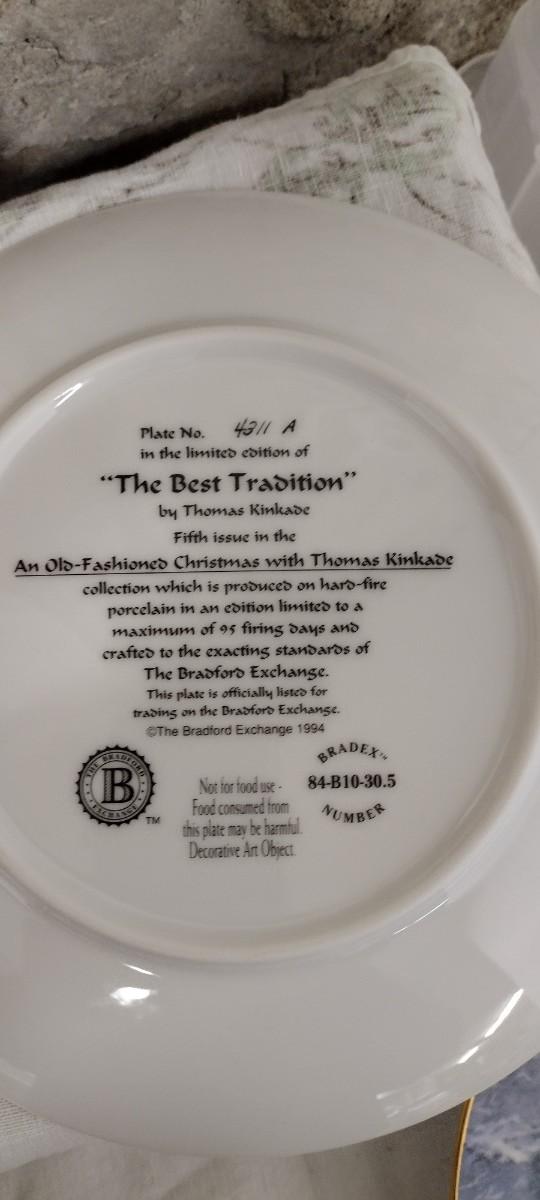 Plate No. 4311 A
in the limited edition of
“The Best Tradition”
by Thomas Kinkade
Fifth issue in the
An Old-Fashioned Christmas with Thomas Kinkade
collection which is produced on hard-fire
porcelain in an edition limited to a
maximum of 95 firing days and
crafted to the exacting standards of
The Bradford Exchange.
This plate is officially listed for
trading on the Bradford Exchange.
©The Bradford Exchange 1994
THE BRADFORD
B
EXCHANGE
TM
Not for food use -
Food consumed from
this plate may be harmful.
Decorative Art Object.
BRADEX™
84-B10-30.5
NUMBER